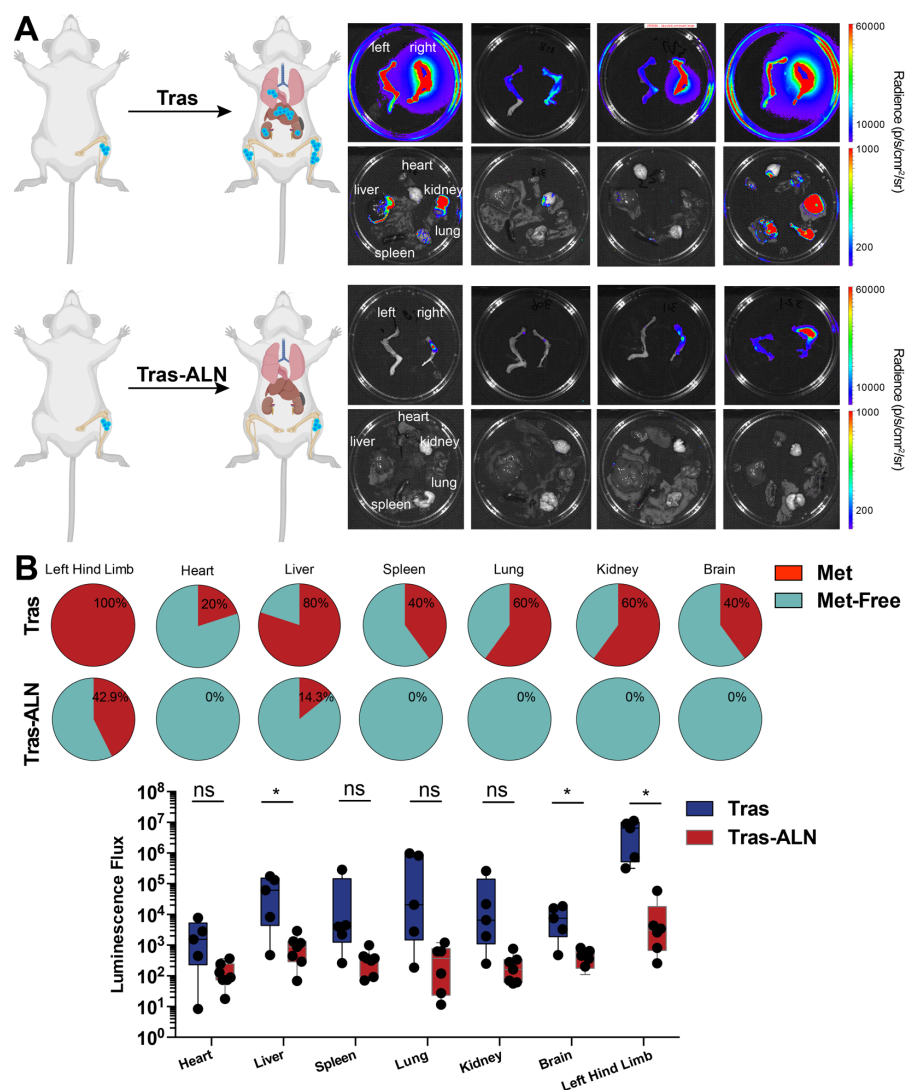 A
Tras
left right
60000
10000
Radience (p/s/cm²/sr)
heart
liver
kidney
lung
spleen
1000
200
Tras-ALN
left right
60000
10000
Radience (p/s/cm²/sr)
heart
liver
kidney
lung
spleen
1000
200
B
Left Hind Limb Heart Liver Spleen Lung Kidney Brain
Met
Met-Free
Tras
100% 20% 80% 40% 60% 60% 40%
Tras-ALN
42.9% 0% 14.3% 0% 0% 0% 0%
ns * ns ns ns * *
Tras
Tras-ALN
Luminescence Flux
10⁸
10⁷
10⁶
10⁵
10⁴
10³
10²
10¹
10⁰
Heart Liver Spleen Lung Kidney Brain Left Hind Limb